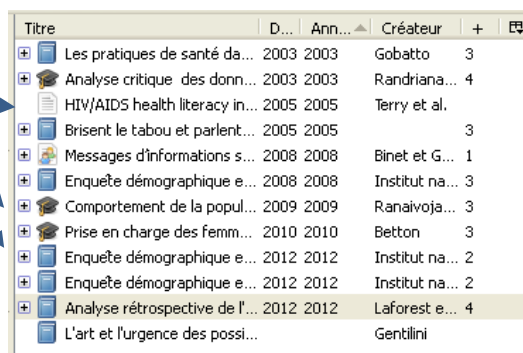 Titre D... Ann... Créateur +
Les pratiques de santé da... 2003 2003 Gobatto 3
Analyse critique des donn... 2003 2003 Randriana... 4
HIV/AIDS health literacy in... 2005 2005 Terry et al.
Brisent le tabou et parlent... 2005 2005 3
Messages d'informations s... 2008 2008 Binet et G... 1
Enquête démographique e... 2008 2008 Institut na... 3
Comportement de la popul... 2009 2009 Ranaivoja... 3
Prise en charge des femm... 2010 2010 Betton 3
Enquête démographique e... 2012 2012 Institut na... 2
Enquête démographique e... 2012 2012 Institut na... 2
Analyse rétrospective de l'... 2012 2012 Laforest e... 4
L'art et l'urgence des possi... Gentilini